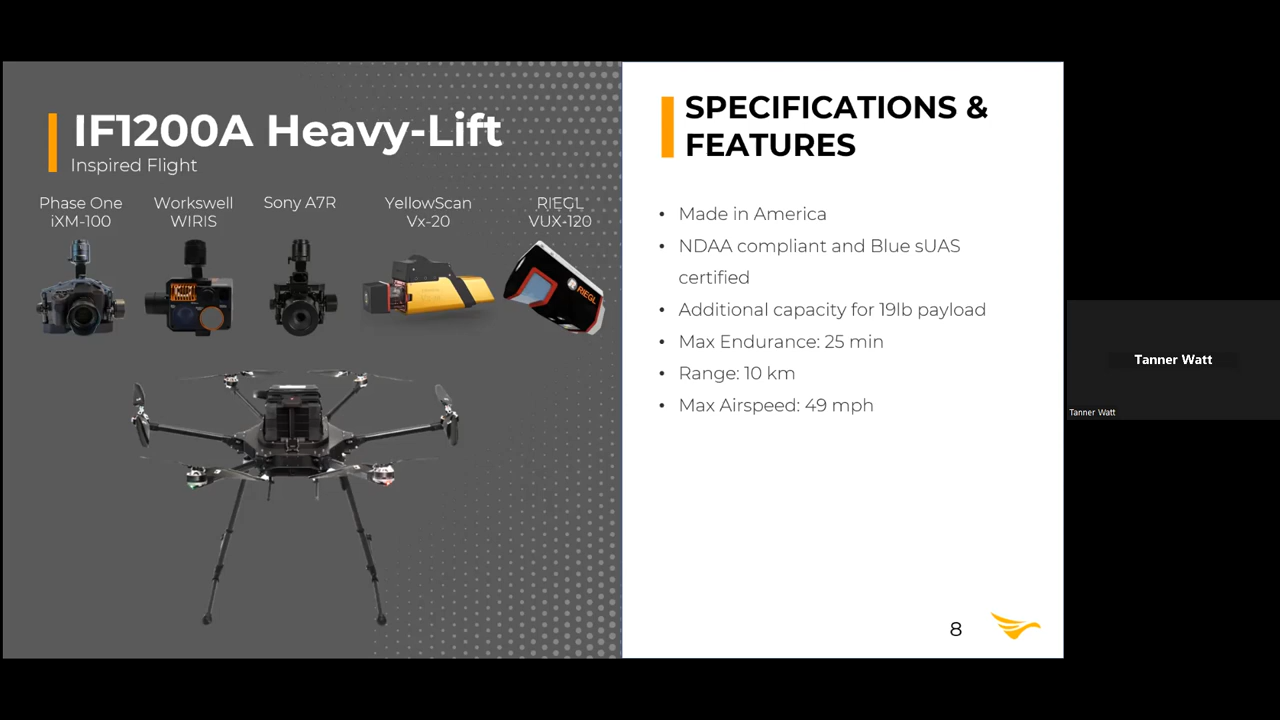 IF1200A Heavy-Lift
Inspired Flight
Phase One
iXM-100
Workswell
WIRIS
Sony A7R
YellowScan
Vx-20
RIEGL
VUX-120
RIEGL
SPECIFICATIONS &
FEATURES
• Made in America
• NDAA compliant and Blue sUAS
certified
• Additional capacity for 19lb payload
• Max Endurance: 25 min
• Range: 10 km
• Max Airspeed: 49 mph
8
Tanner Watt
Tanner Watt